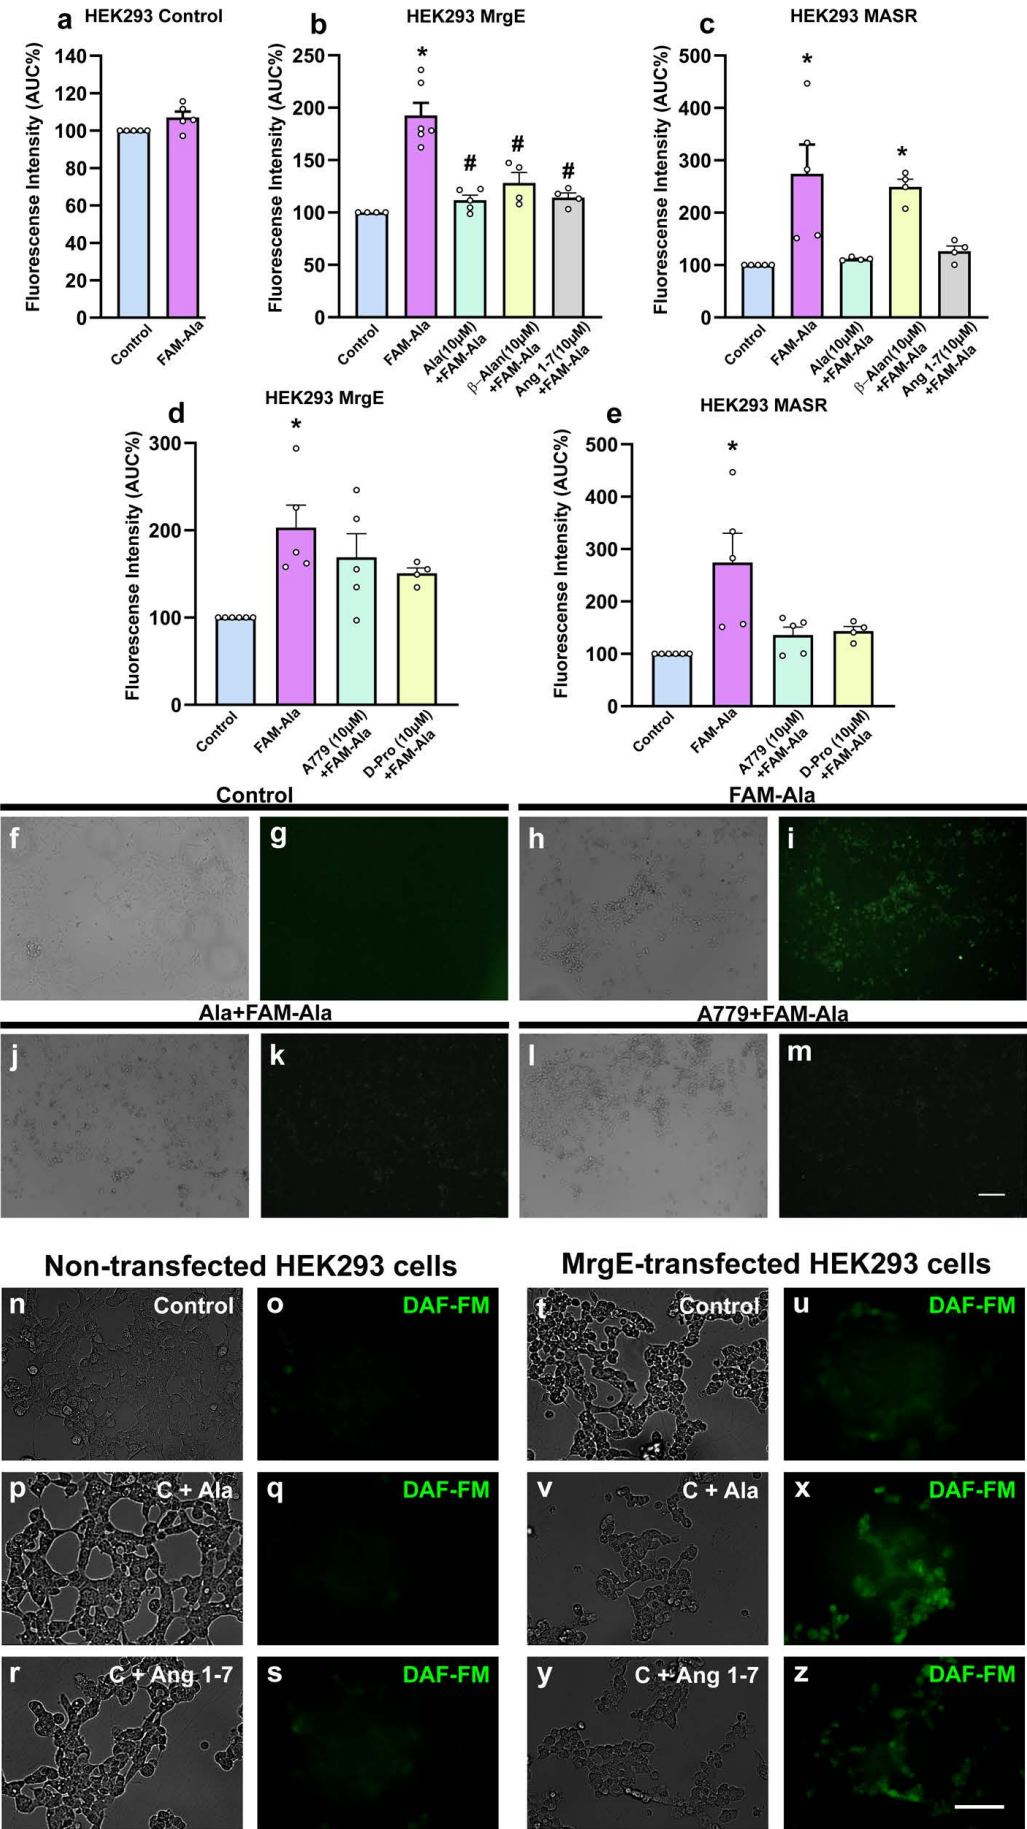 a HEK293 Control
Fluorescense Intensity (AUC%)
140
120
100
80
60
40
20
0
Control
FAM-Ala
b HEK293 MrgE
Fluorescense Intensity (AUC%)
250
200
150
100
50
0
*
#
#
#
Control
FAM-Ala
Ala(10µM)
+FAM-Ala
β–Alan(10µM)
+FAM-Ala
Ang 1-7(10µM)
+FAM-Ala
c HEK293 MASR
Fluorescense Intensity (AUC%)
500
400
300
200
100
0
*
*
Control
FAM-Ala
Ala(10µM)
+FAM-Ala
β–Alan(10µM)
+FAM-Ala
Ang 1-7(10µM)
+FAM-Ala
d HEK293 MrgE
Fluorescense Intensity (AUC%)
300
200
100
0
*
Control
FAM-Ala
A779 (10µM)
+FAM-Ala
D-Pro (10µM)
+FAM-Ala
e HEK293 MASR
Fluorescense Intensity (AUC%)
500
400
300
200
100
0
*
Control
FAM-Ala
A779 (10µM)
+FAM-Ala
D-Pro (10µM)
+FAM-Ala
Control FAM-Ala
f g h i
Ala+FAM-Ala A779+FAM-Ala
j k l m
Non-transfected HEK293 cells MrgE-transfected HEK293 cells
n Control o DAF-FM t Control u DAF-FM
p C + Ala q DAF-FM v C + Ala x DAF-FM
r C + Ang 1-7 s DAF-FM y C + Ang 1-7 z DAF-FM